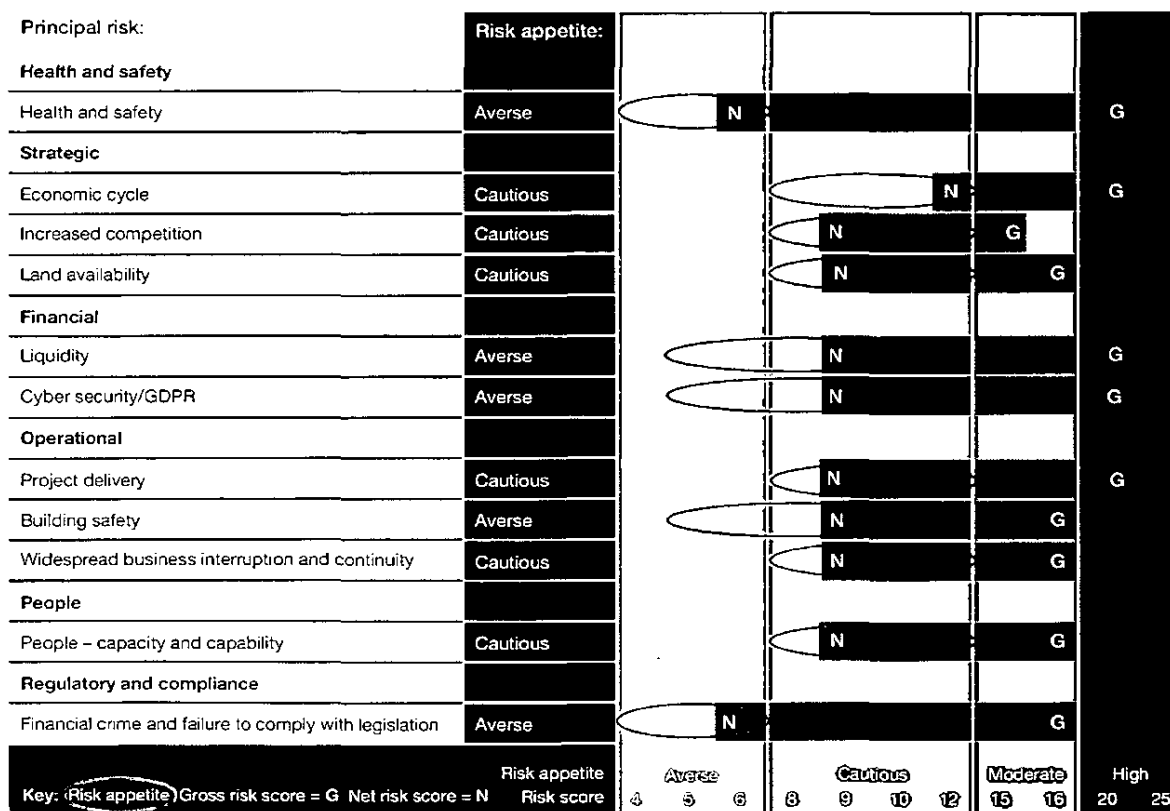 Principal risk: Risk appetite:
Health and safety
Health and safety Averse N G
Strategic
Economic cycle Cautious N G
Increased competition Cautious N G
Land availability Cautious N G
Financial
Liquidity Averse N G
Cyber security/GDPR Averse N G
Operational
Project delivery Cautious N G
Building safety Averse N G
Widespread business interruption and continuity Cautious N G
People
People – capacity and capability Cautious N G
Regulatory and compliance
Financial crime and failure to comply with legislation Averse N G
Risk appetite Averse Cautious Moderate High
Key: Risk appetite Gross risk score = G Net risk score = N Risk score 4 5 6 8 9 10 12 15 16 20 25